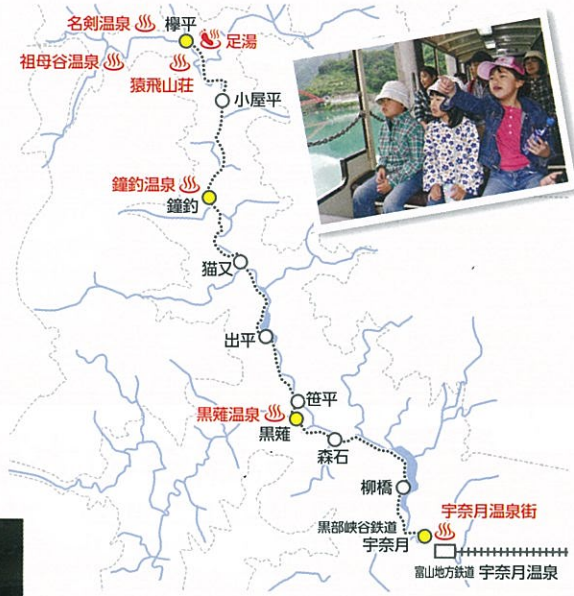 名剣温泉
欅平
足湯
祖母谷温泉
猿飛山荘
小屋平
鐘釣温泉
鐘釣
猫又
出平
笹平
黒薙温泉
黒薙
森石
柳橋
宇奈月温泉街
黒部峡谷鉄道
宇奈月
富山地方鉄道 宇奈月温泉